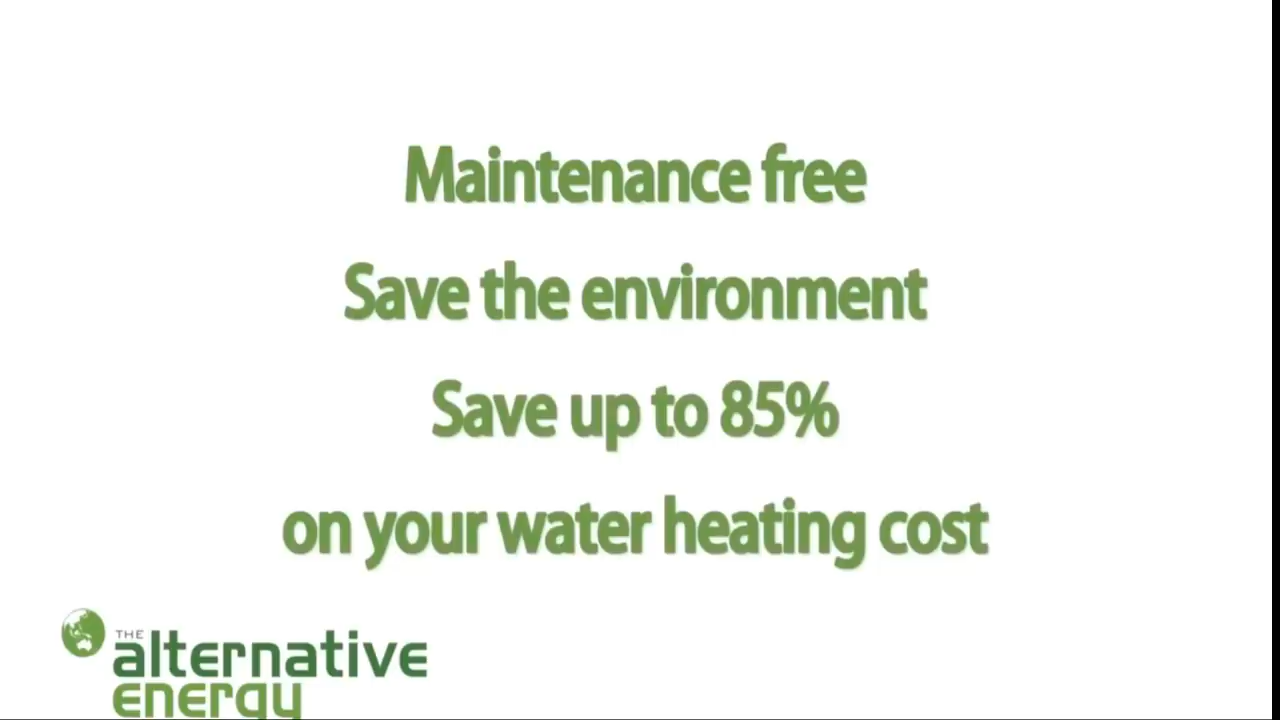 Maintenance free
Save the environment
Save up to 85%
on your water heating cost
THE
alternative
energy